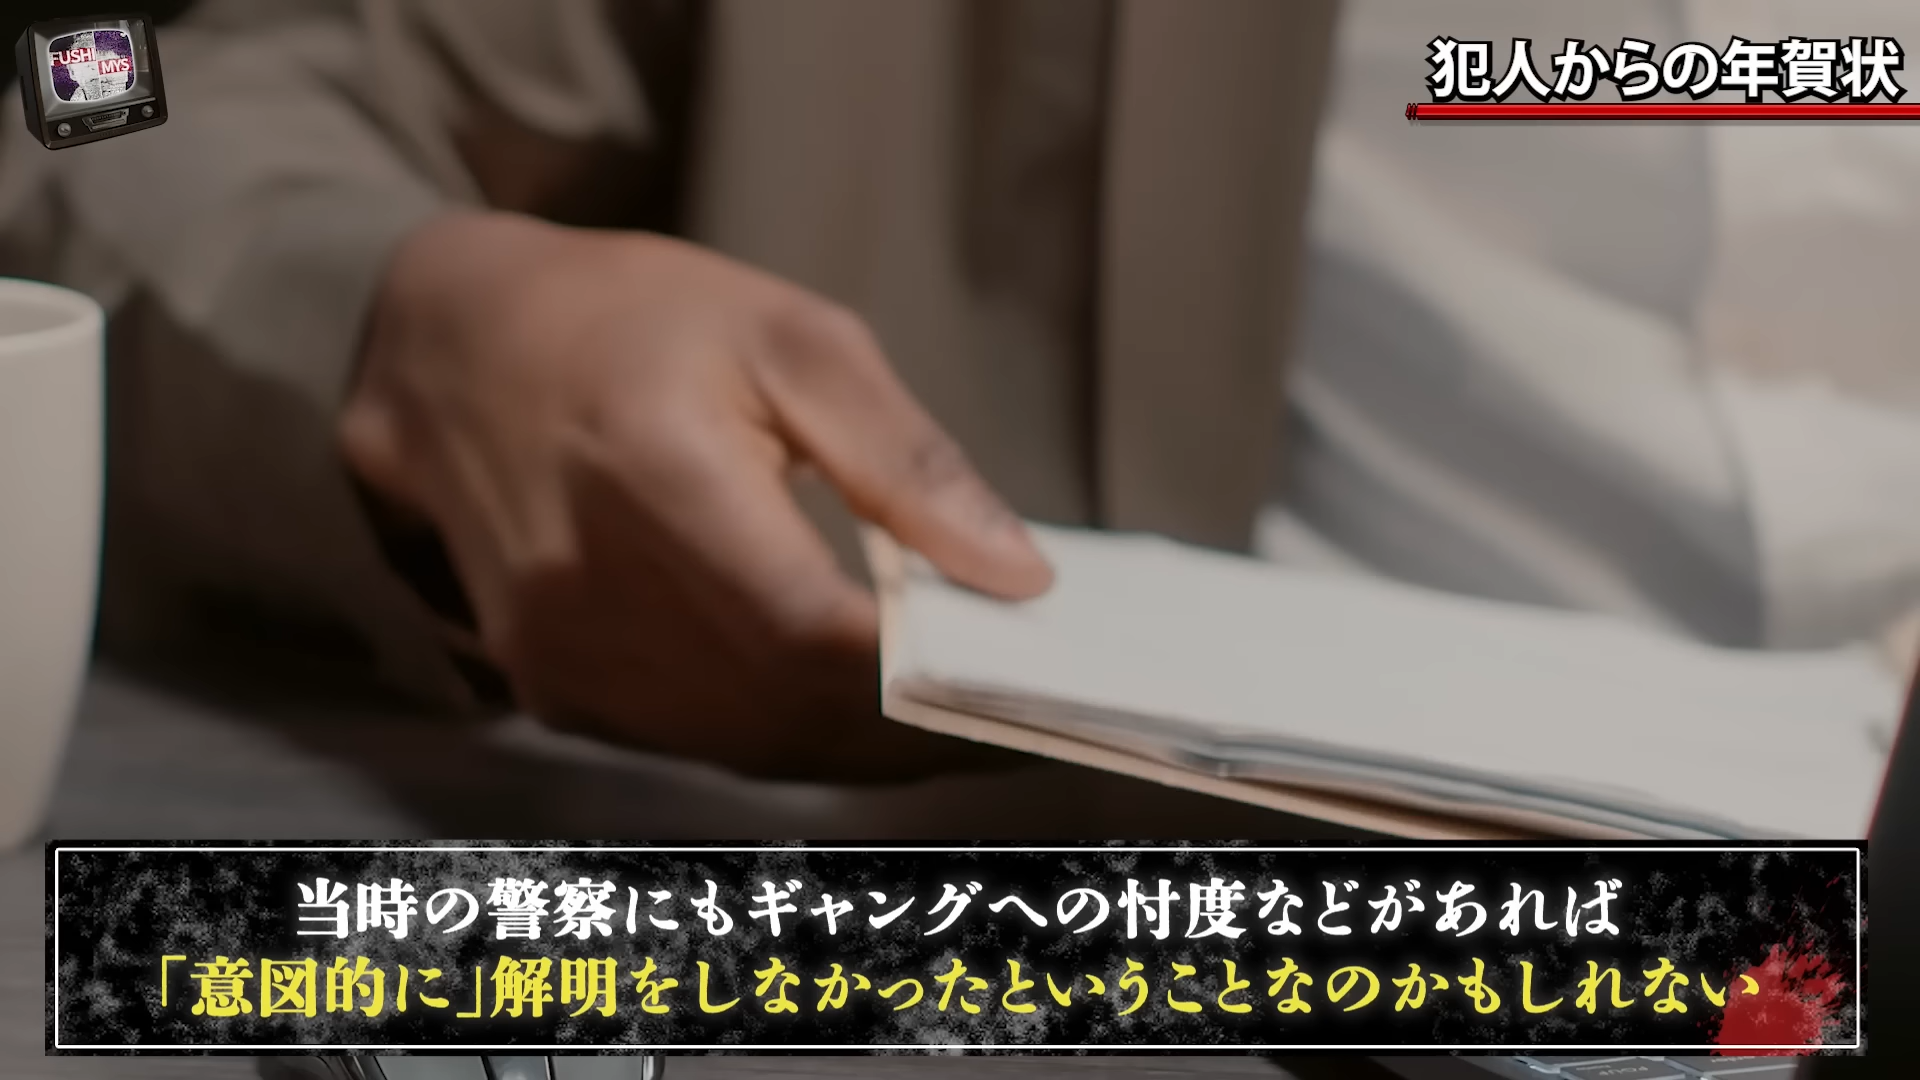 FUSHI
MYS
犯人からの年賀状
当時の警察にもギャングへの忖度などがあれば
「意図的に」解明をしなかったということなのかもしれない